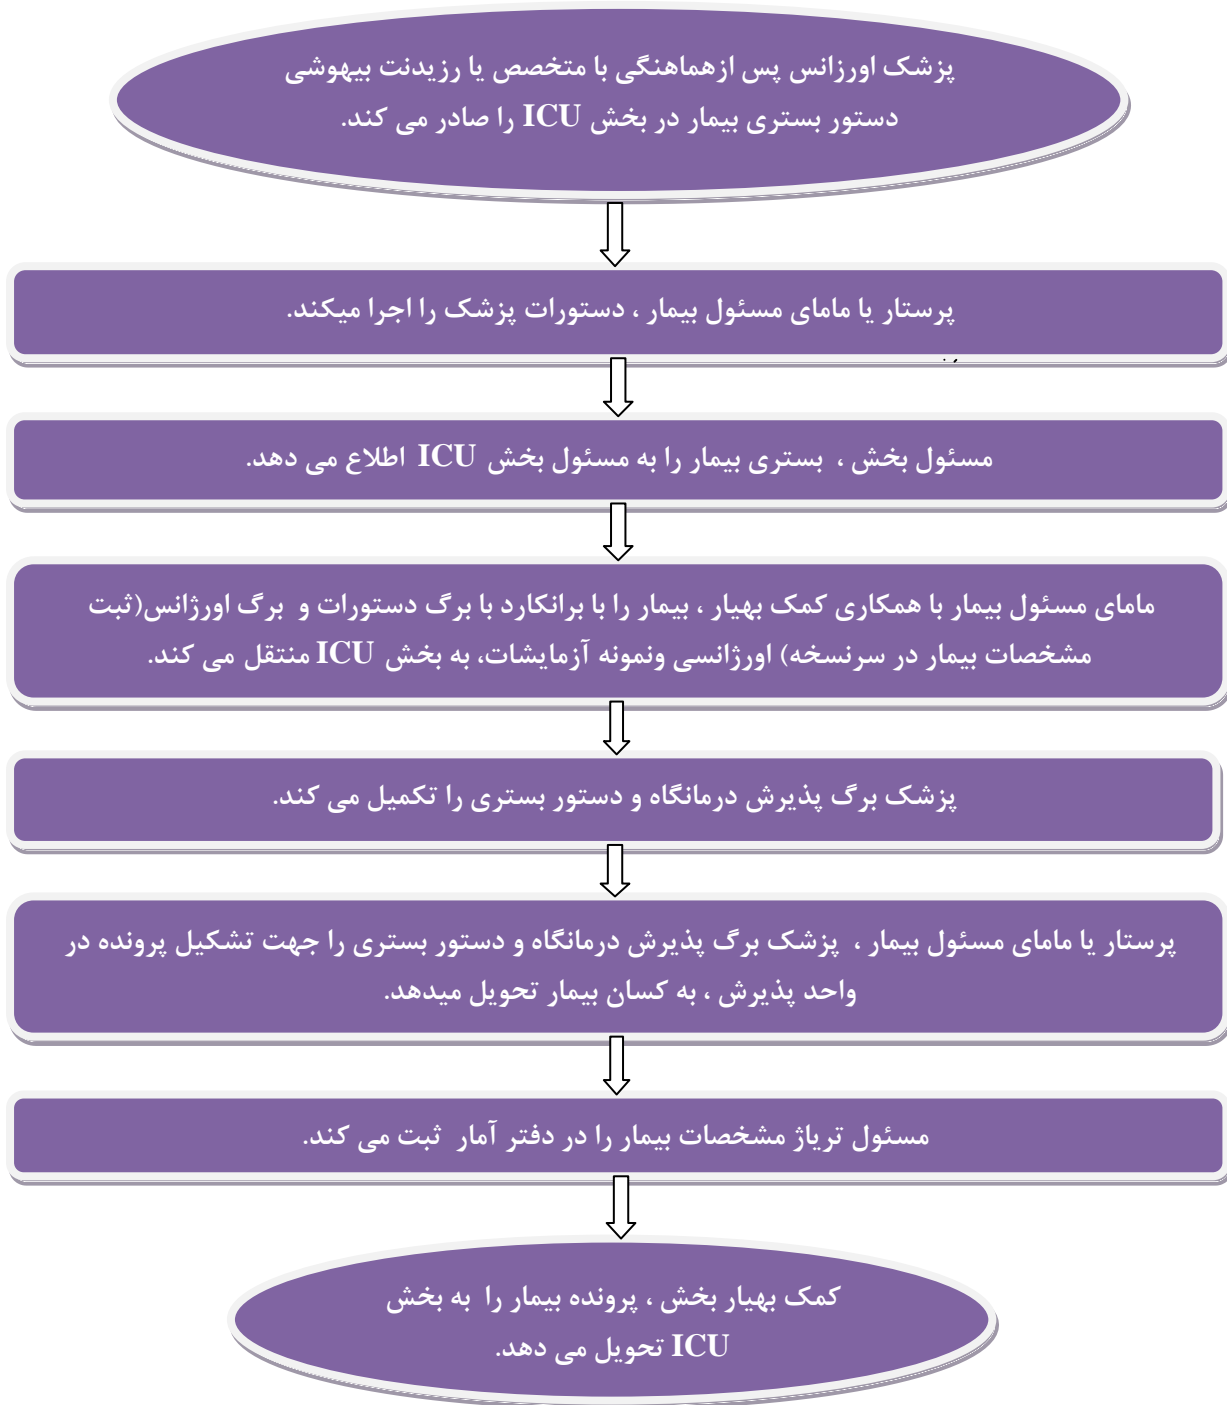 پزشک اورزانس پس ازهماهنگی با متخصص یا رزیدنت بیهوشی
دستور بستری بیمار در بخش ICU را صادر می کند.
پرستار یا مامای مسئول بیمار ، دستورات پزشک را اجرا میکند.
مسئول بخش ، بستری بیمار را به مسئول بخش ICU اطلاع می دهد.
مامای مسئول بیمار با همکاری کمک بهیار ، بیمار را با برانکارد با برگ دستورات و برگ اورژانس(ثبت
مشخصات بیمار در سرنسخه) اورژانسی ونمونه آزمایشات، به بخش ICU منتقل می کند.
پزشک برگ پذیرش درمانگاه و دستور بستری را تکمیل می کند.
پرستار یا مامای مسئول بیمار ، پزشک برگ پذیرش درمانگاه و دستور بستری را جهت تشکیل پرونده در
واحد پذیرش ، به کسان بیمار تحویل میدهد.
مسئول تریاژ مشخصات بیمار را در دفتر آمار ثبت می کند.
کمک بهیار بخش ، پرونده بیمار را به بخش
ICU تحویل می دهد.